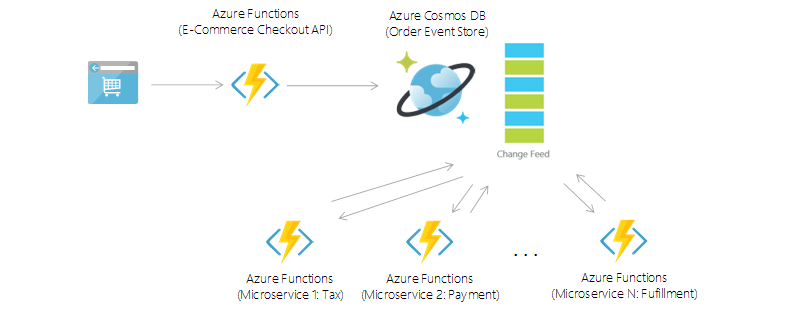 Azure Functions
(E-Commerce Checkout API)
Azure Cosmos DB
(Order Event Store)
Change Feed
. . .
Azure Functions
(Microservice 1: Tax)
Azure Functions
(Microservice 2: Payment)
Azure Functions
(Microservice N: Fufillment)